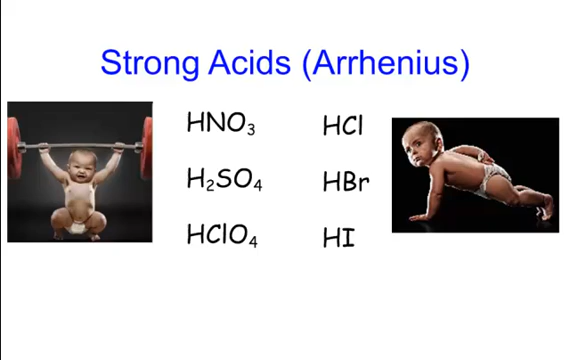 Strong Acids (Arrhenius)
HNO₃ HCl
H₂SO₄ HBr
HClO₄ HI